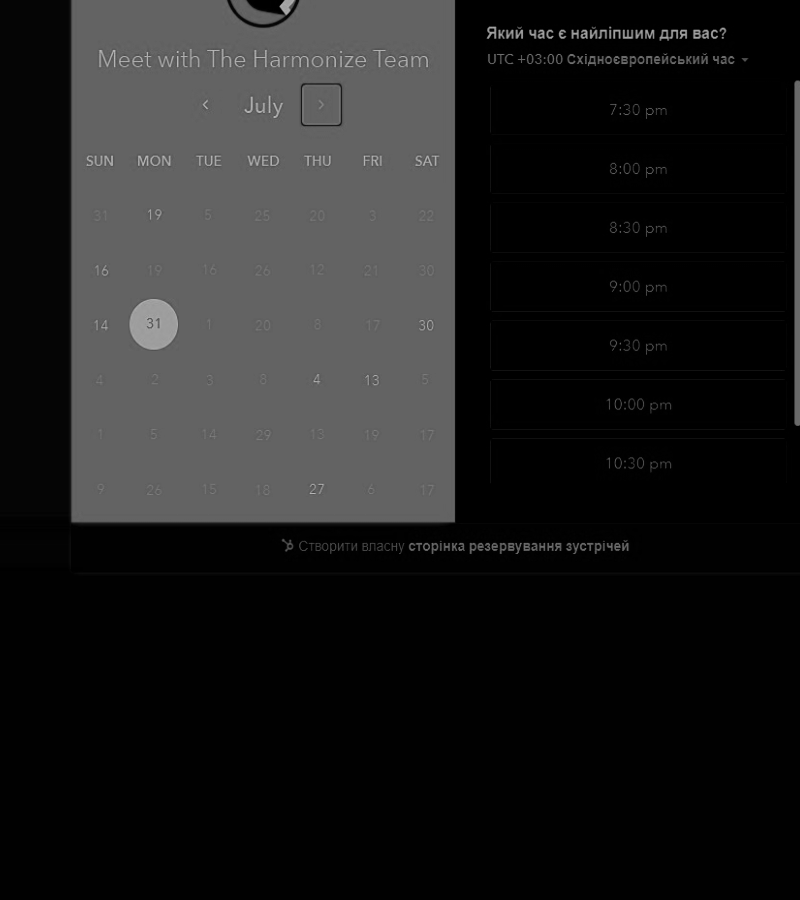 Meet with The Harmonize Team
July
SUN MON TUE WED THU FRI SAT
31 19 5 25 20 3 22
16 19 16 26 12 21 30
14 31 1 20 8 17 30
4 2 3 8 4 13 5
1 5 14 29 13 19 17
9 26 15 18 27 6 17
Який час є найліпшим для вас?
UTC +03:00 Східноєвропейський час
7:30 pm
8:00 pm
8:30 pm
9:00 pm
9:30 pm
10:00 pm
10:30 pm
Створити власну сторінка резервування зустрічей